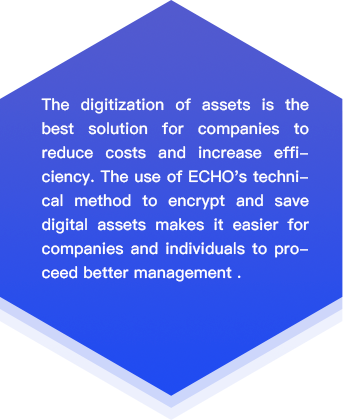 The digitization of assets is the
best solution for companies to
reduce costs and increase effi-
ciency. The use of ECHO's techni-
cal method to encrypt and save
digital assets makes it easier for
companies and individuals to pro-
ceed better management .